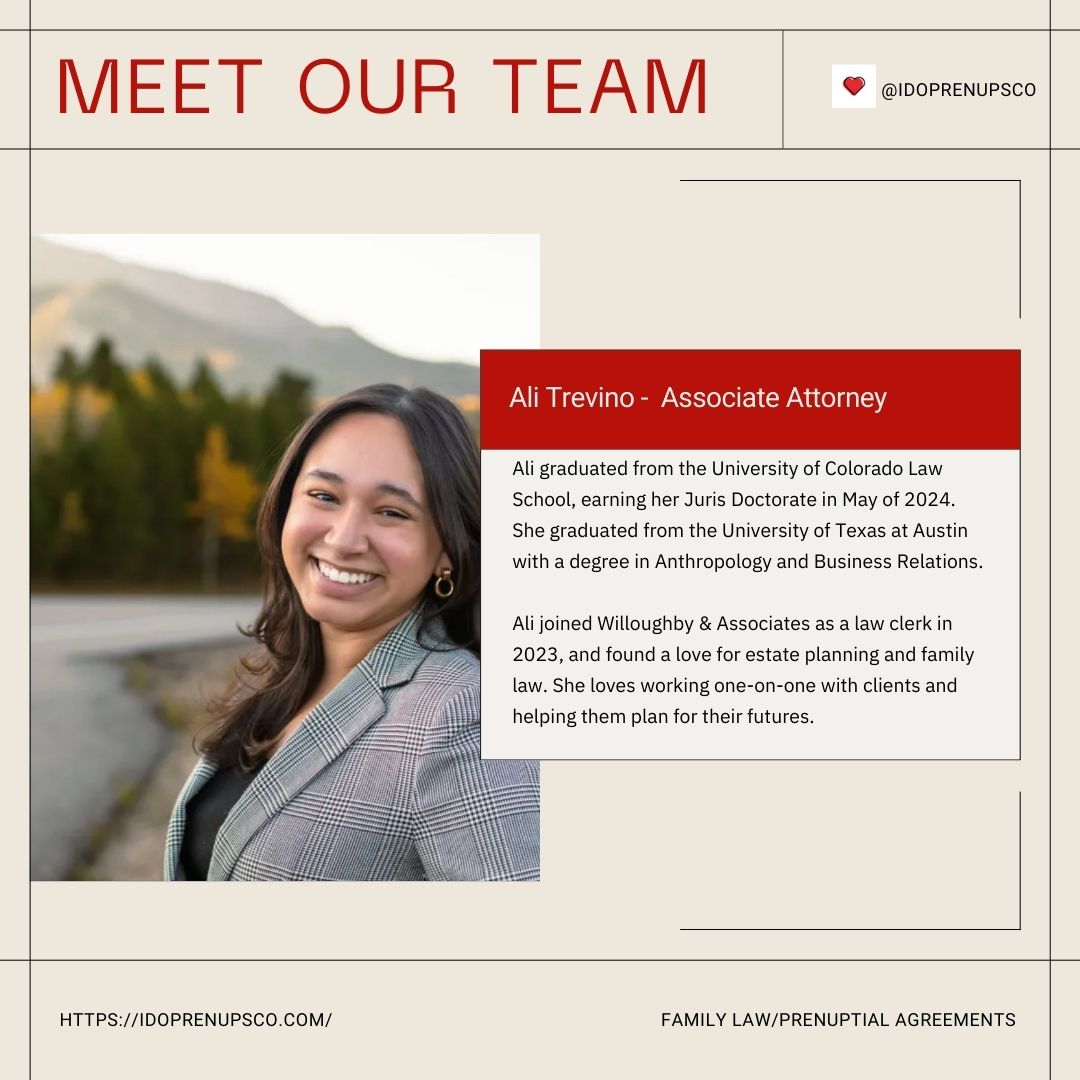 MEET OUR TEAM
@IDOPRENUPSCO
Ali Trevino - Associate Attorney
Ali graduated from the University of Colorado Law
School, earning her Juris Doctorate in May of 2024.
She graduated from the University of Texas at Austin
with a degree in Anthropology and Business Relations.
Ali joined Willoughby & Associates as a law clerk in
2023, and found a love for estate planning and family
law. She loves working one-on-one with clients and
helping them plan for their futures.
HTTPS://IDOPRENUPSCO.COM/
FAMILY LAW/PRENUPTIAL AGREEMENTS